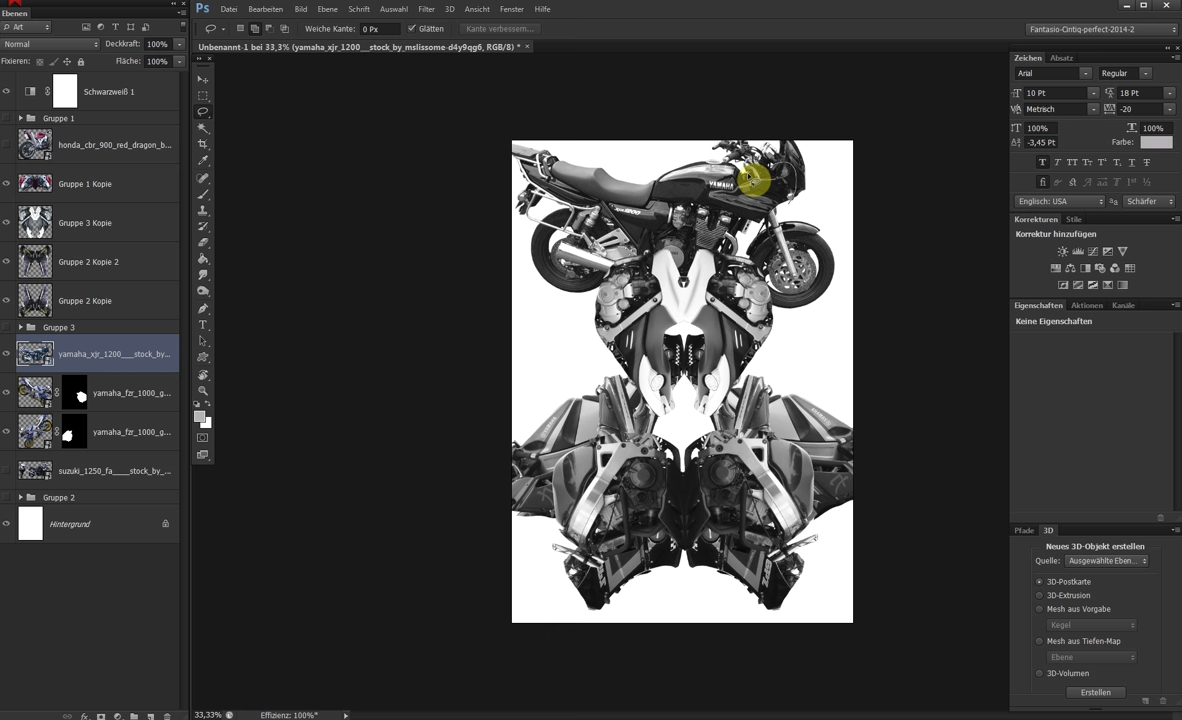 Ps Datei Bearbeiten Bild Ebene Schrift Auswahl Filter 3D Ansicht Fenster Hilfe
Weiche Kante: 0 Px Glätten Kante verbessern...
Fantasio-Cintiq-perfect-2014-2
Unbenannt-1 bei 33,3% (yamaha_xjr_1200__stock_by_mslissome-d4y9qg6, RGB/8) * ×
Ebenen
Art
Normal Deckkraft: 100%
Fixieren: Fläche: 100%
Schwarzweiß 1
Gruppe 1
honda_cbr_900_red_dragon_b...
Gruppe 1 Kopie
Gruppe 3 Kopie
Gruppe 2 Kopie 2
Gruppe 2 Kopie
Gruppe 3
yamaha_xjr_1200___stock_by...
yamaha_fzr_1000_g...
yamaha_fzr_1000_g...
suzuki_1250_fa____stock_by_...
Gruppe 2
Hintergrund
YAMAHA
33,33% Effizienz: 100%*
Zeichen Absatz
Arial Regular
10 Pt 18 Pt
Metrisch -20
100% 100%
-3,45 Pt Farbe:
Englisch: USA Schärfer
Korrekturen Stile
Korrektur hinzufügen
Eigenschaften Aktionen Kanäle
Keine Eigenschaften
Pfade 3D
Neues 3D-Objekt erstellen
Quelle: Ausgewählte Eben...
3D-Postkarte
3D-Extrusion
Mesh aus Vorgabe
Kegel
Mesh aus Tiefen-Map
Ebene
3D-Volumen
Erstellen